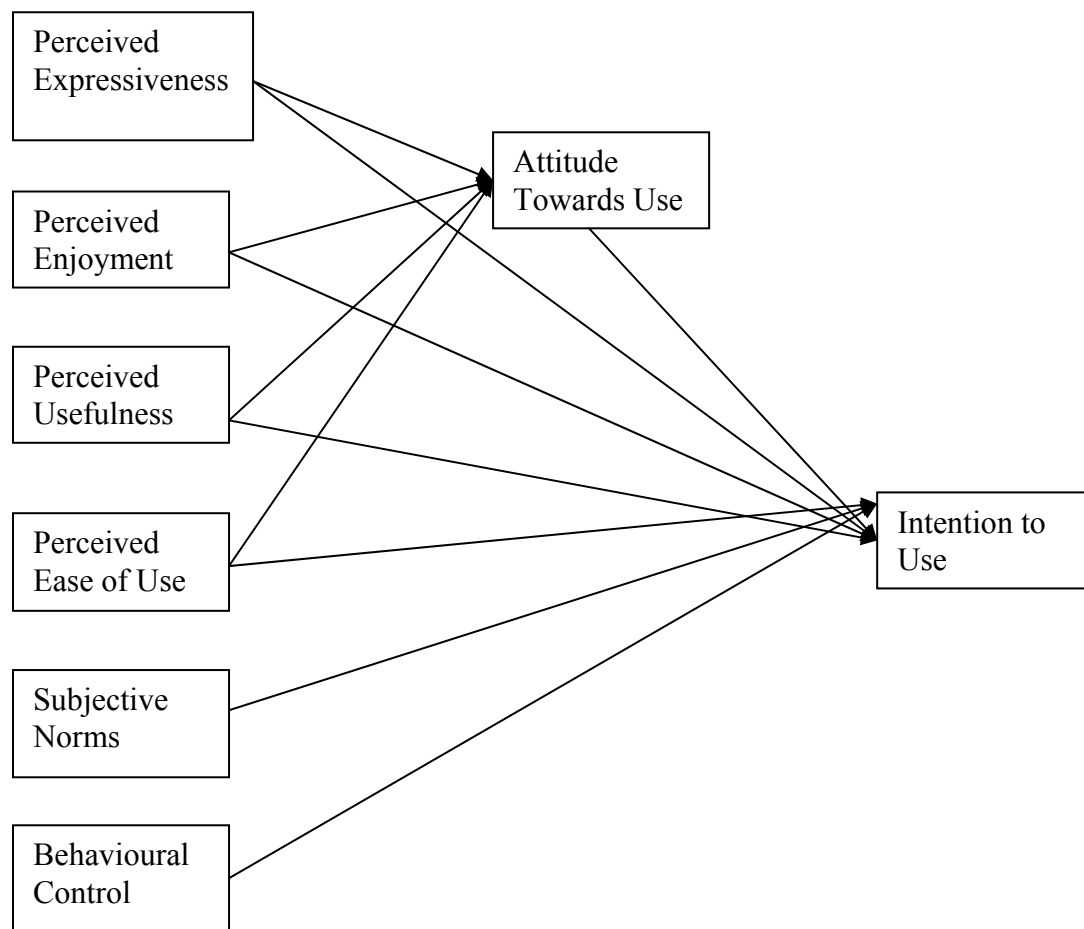 Perceived
Expressiveness
Attitude
Towards Use
Perceived
Enjoyment
Perceived
Usefulness
Perceived
Ease of Use
Intention to
Use
Subjective
Norms
Behavioural
Control